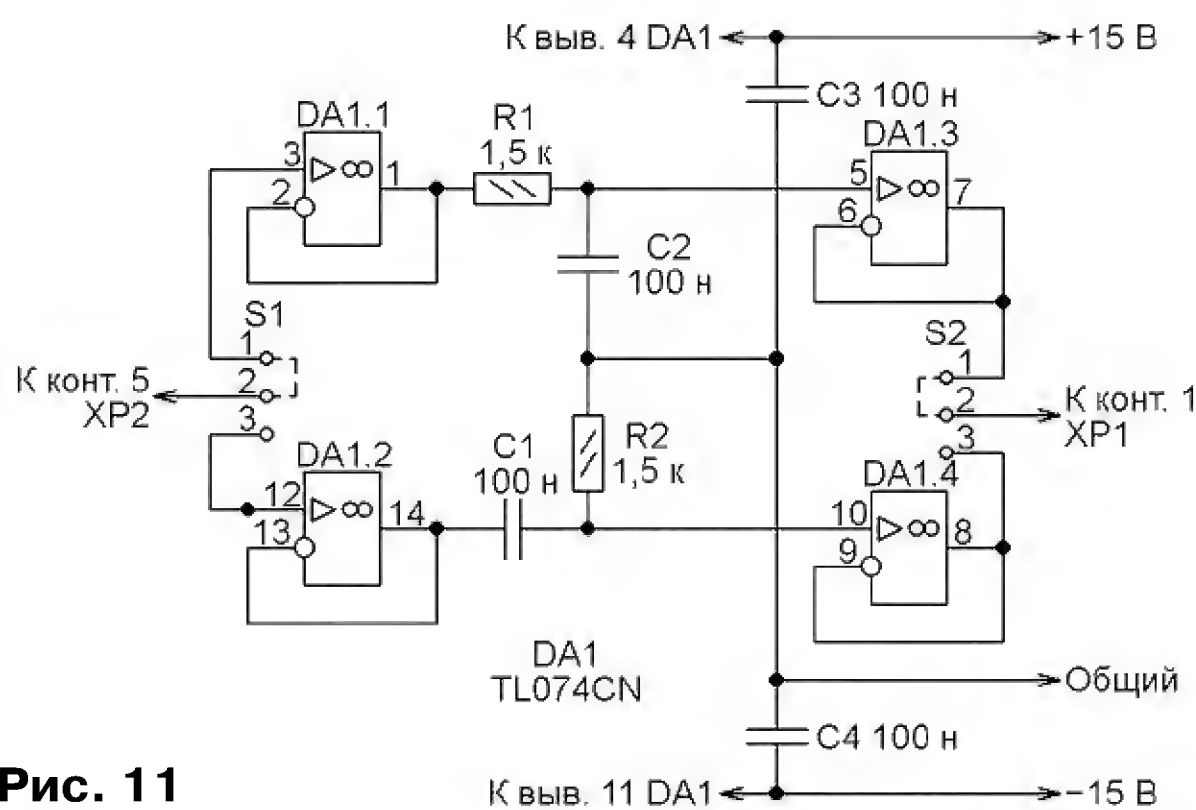 К выв. 4 DA1
+15 В
C3 100 н
DA1.1
R1
1,5 к
DA1.3
3
▷∞
1
2
5
▷∞
7
6
C2
100 н
S1
1
2
3
К конт. 5
XP2
S2
1
2
3
К конт. 1
XP1
DA1.2
C1
100 н
R2
1,5 к
DA1.4
12
▷∞
14
13
10
▷∞
8
9
DA1
TL074CN
Общий
C4 100 н
Рис. 11
К выв. 11 DA1
−15 В